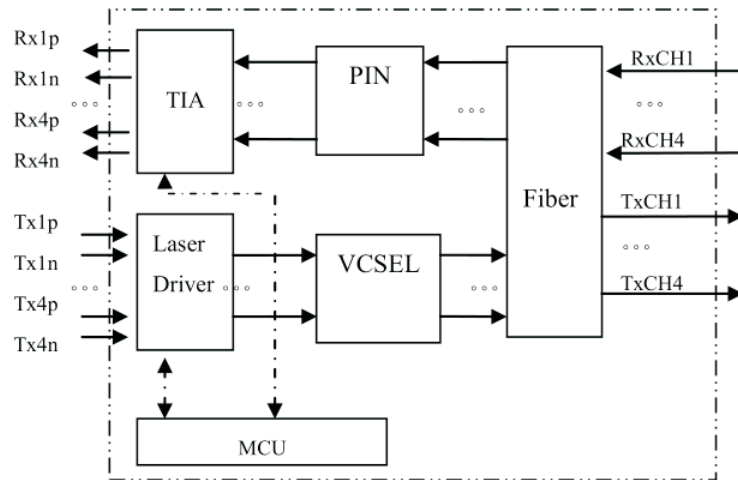 Rx1p
Rx1n
Rx4p
Rx4n
TIA
PIN
RxCH1
RxCH4
Fiber
TxCH1
TxCH4
Tx1p
Tx1n
Tx4p
Tx4n
Laser
Driver
VCSEL
MCU